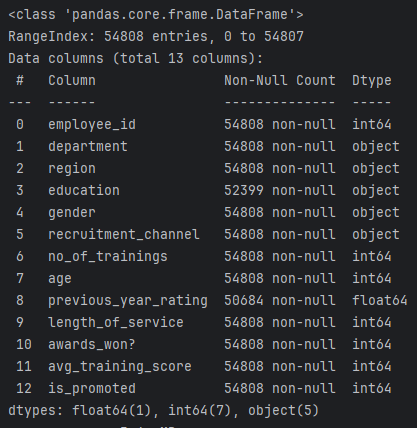 <class 'pandas.core.frame.DataFrame'>
RangeIndex: 54808 entries, 0 to 54807
Data columns (total 13 columns):
 #   Column                Non-Null Count  Dtype
---  ------                --------------  -----
 0   employee_id           54808 non-null  int64
 1   department            54808 non-null  object
 2   region                54808 non-null  object
 3   education             52399 non-null  object
 4   gender                54808 non-null  object
 5   recruitment_channel   54808 non-null  object
 6   no_of_trainings       54808 non-null  int64
 7   age                   54808 non-null  int64
 8   previous_year_rating  50684 non-null  float64
 9   length_of_service     54808 non-null  int64
 10  awards_won?           54808 non-null  int64
 11  avg_training_score    54808 non-null  int64
 12  is_promoted           54808 non-null  int64
dtypes: float64(1), int64(7), object(5)